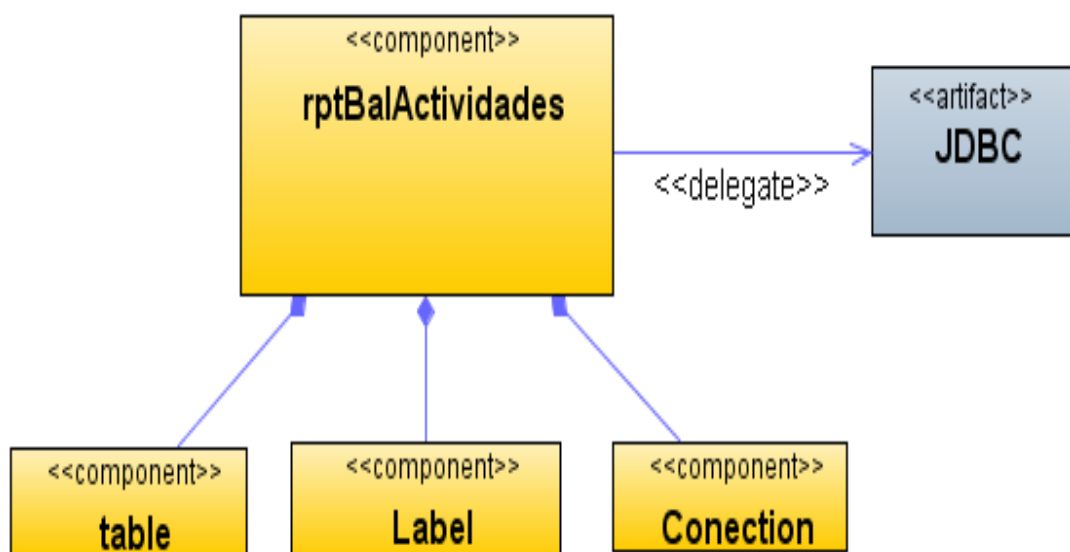 <<component>>
rptBalActividades
<<artifact>>
JDBC
<<delegate>>
<<component>>
table
<<component>>
Label
<<component>>
Conection